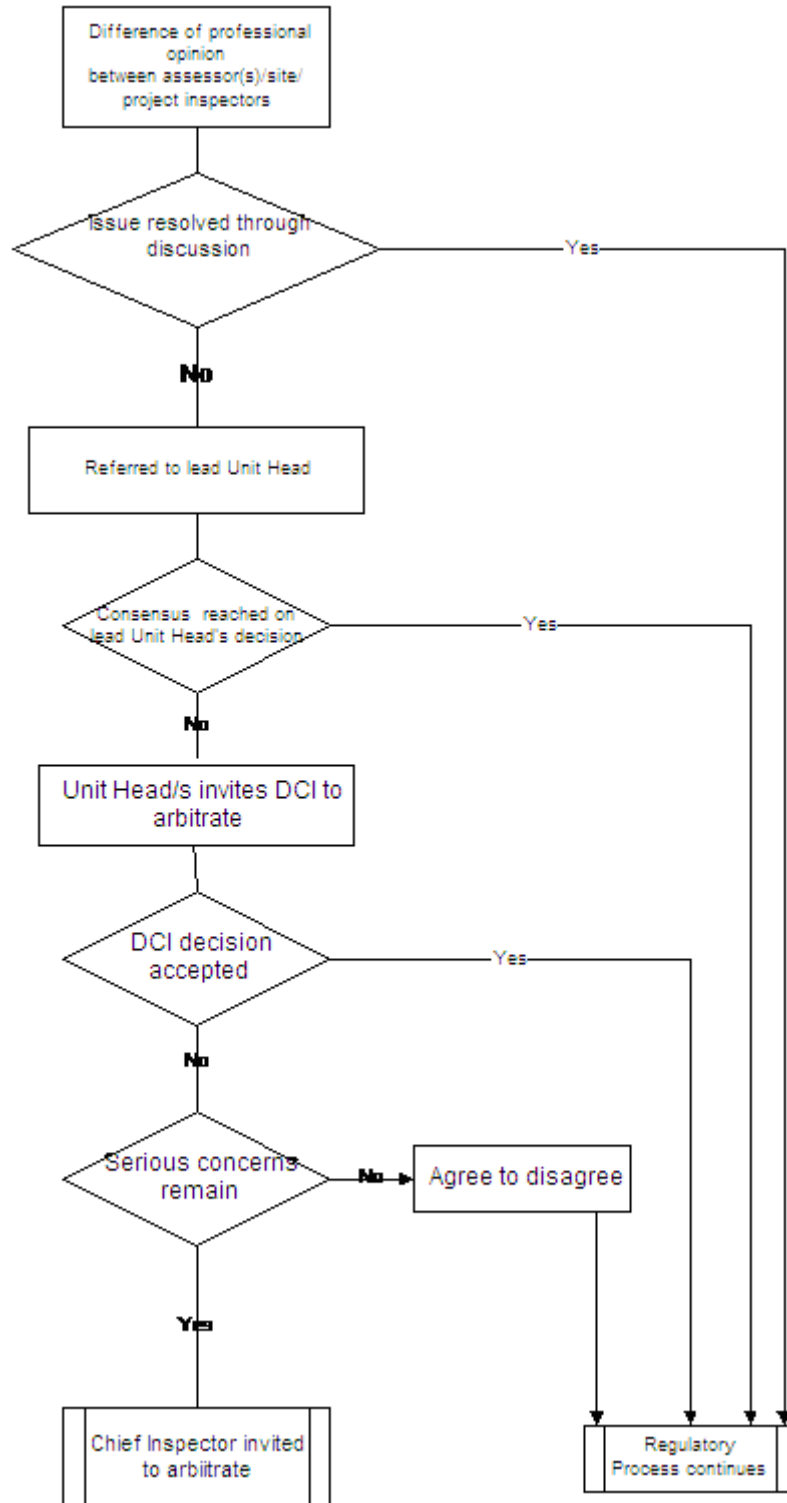 Difference of professional
opinion
between assessor(s)/site/
project inspectors
Issue resolved through
discussion
Yes
No
Referred to lead Unit Head
Consensus reached on
lead Unit Head's decision
Yes
No
Unit Head/s invites DCI to
arbitrate
DCI decision
accepted
Yes
No
Serious concerns
remain
No
Agree to disagree
Yes
Chief Inspector invited
to arbiitrate
Regulatory
Process continues